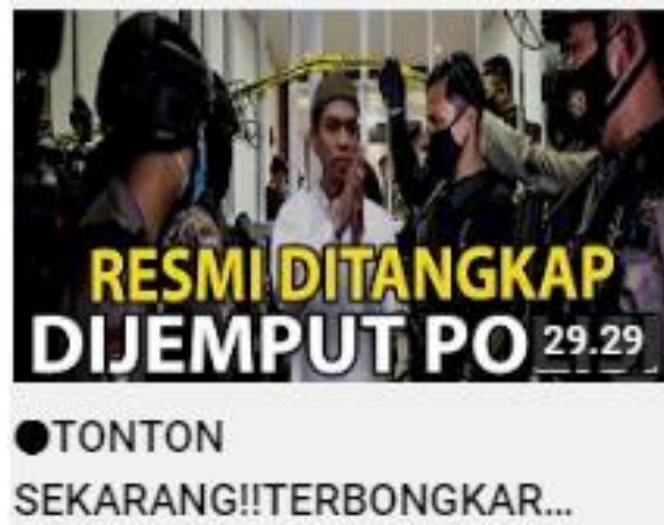 RESMI DITANGKAP
DIJEMPUT PO
29.29
●TONTON
SEKARANG!!TERBONGKAR...